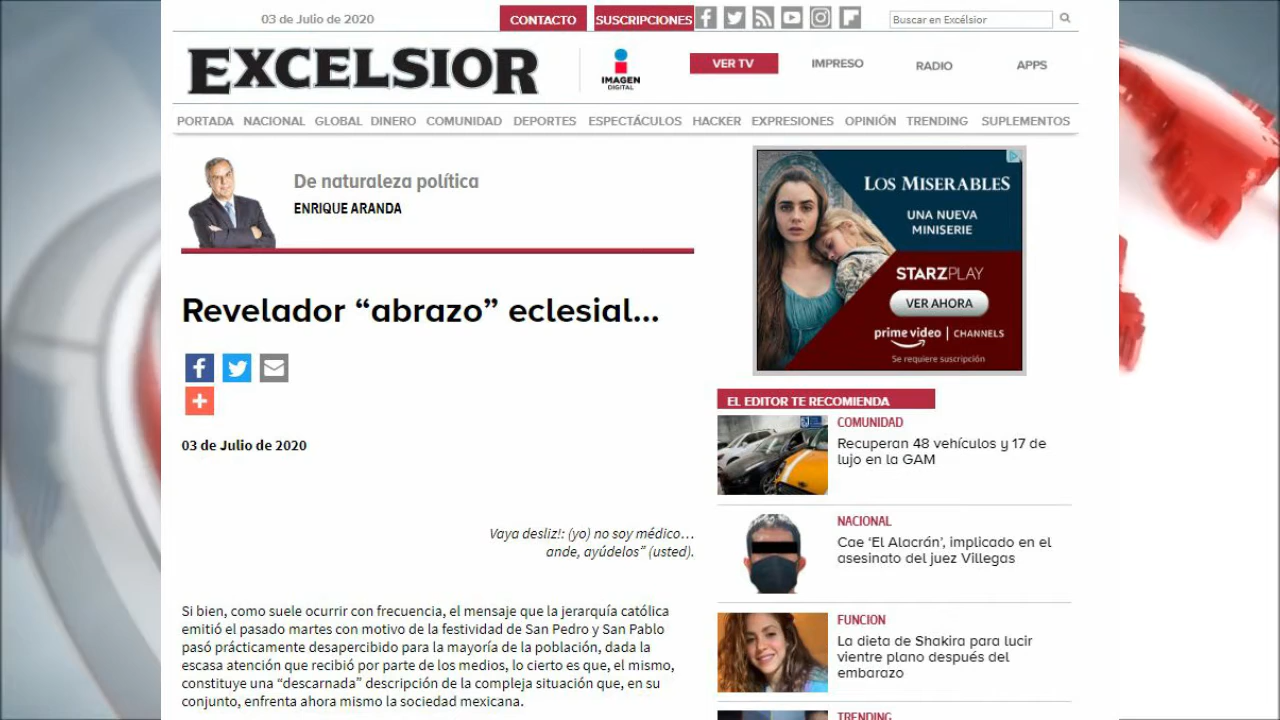 03 de Julio de 2020
CONTACTO
SUSCRIPCIONES
Buscar en Excélsior
EXCELSIOR
IMAGEN
DIGITAL
VER TV
IMPRESO
RADIO
APPS
PORTADA NACIONAL GLOBAL DINERO COMUNIDAD DEPORTES ESPECTÁCULOS HACKER EXPRESIONES OPINIÓN TRENDING SUPLEMENTOS
De naturaleza política
ENRIQUE ARANDA
Revelador “abrazo” eclesial...
03 de Julio de 2020
Vaya desliz!: (yo) no soy médico…
ande, ayúdelos” (usted).
Si bien, como suele ocurrir con frecuencia, el mensaje que la jerarquía católica
emitió el pasado martes con motivo de la festividad de San Pedro y San Pablo
pasó prácticamente desapercibido para la mayoría de la población, dada la
escasa atención que recibió por parte de los medios, lo cierto es que, el mismo,
constituye una “descarnada” descripción de la compleja situación que, en su
conjunto, enfrenta ahora mismo la sociedad mexicana.
LOS MISERABLES
UNA NUEVA
MINISERIE
STARZPLAY
VER AHORA
prime video | CHANNELS
Se requiere suscripción
EL EDITOR TE RECOMIENDA
COMUNIDAD
Recuperan 48 vehículos y 17 de
lujo en la GAM
NACIONAL
Cae ‘El Alacrán’, implicado en el
asesinato del juez Villegas
FUNCION
La dieta de Shakira para lucir
vientre plano después del
embarazo
TRENDING